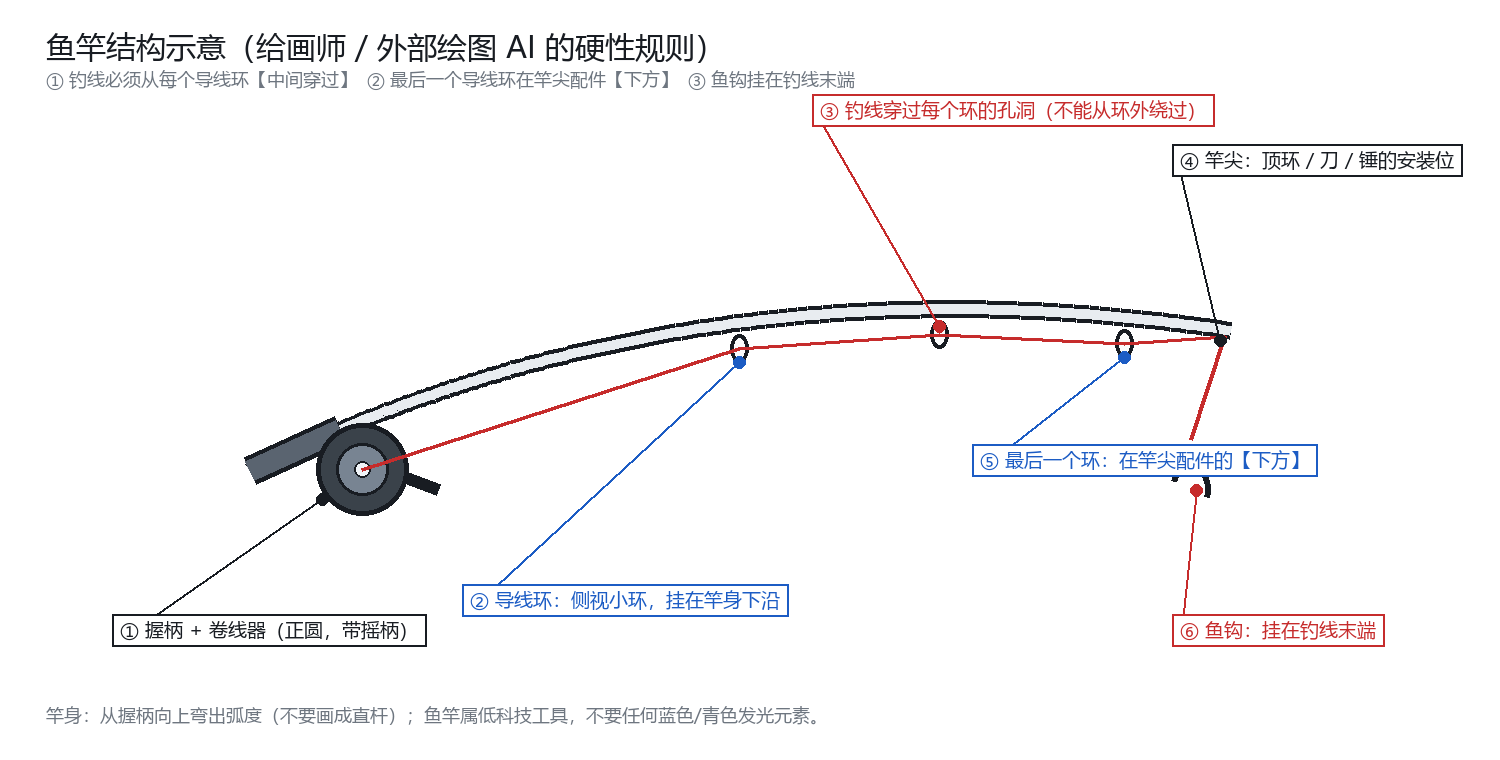 鱼竿结构示意（给画师 / 外部绘图 AI 的硬性规则）
① 钓线必须从每个导线环【中间穿过】 ② 最后一个导线环在竿尖配件【下方】 ③ 鱼钩挂在钓线末端
③ 钓线穿过每个环的孔洞（不能从环外绕过）
④ 竿尖：顶环 / 刀 / 锤的安装位
⑤ 最后一个环：在竿尖配件的【下方】
② 导线环：侧视小环，挂在竿身下沿
① 握柄 + 卷线器（正圆，带摇柄）
⑥ 鱼钩：挂在钓线末端
竿身：从握柄向上弯出弧度（不要画成直杆）；鱼竿属低科技工具，不要任何蓝色/青色发光元素。